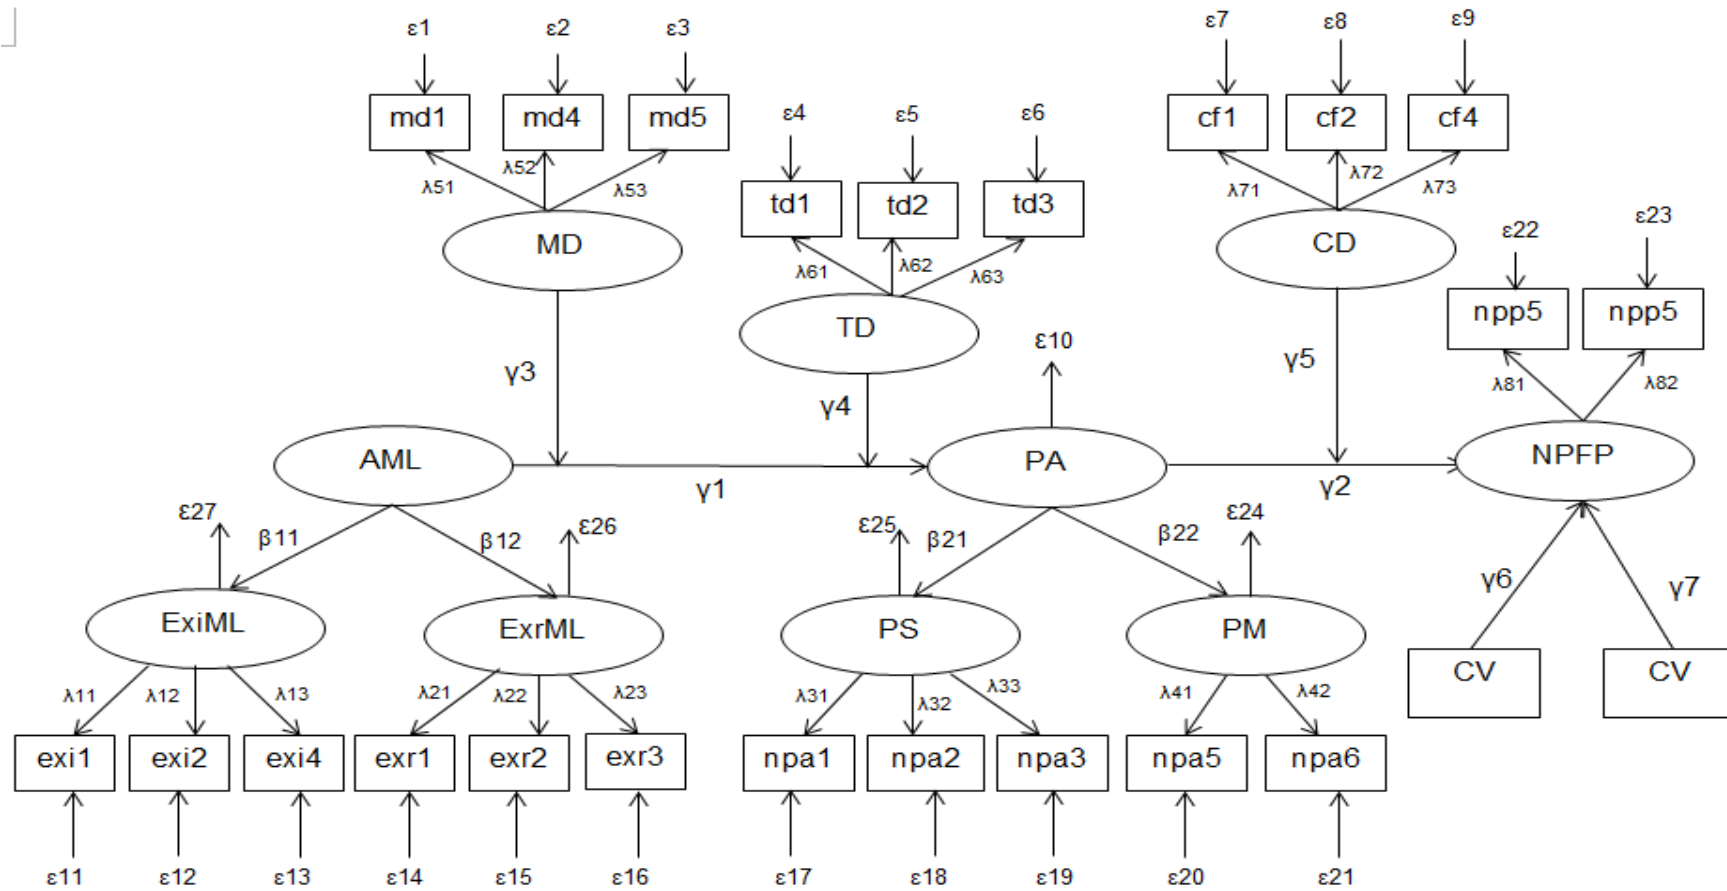 ε1 ε2 ε3 ε7 ε8 ε9
md1 md4 md5 cf1 cf2 cf4
ε4 ε5 ε6
λ51 λ52 λ53 λ71 λ72 λ73
td1 td2 td3
MD CD
ε22 ε23
λ61 λ62 λ63
npp5 npp5
TD
ε10
γ3 γ4 γ5
λ81 λ82
AML PA NPFP
γ1 γ2
ε27 ε26 ε25 ε24
β11 β12 β21 β22
γ6 γ7
ExiML ExrML PS PM
CV CV
λ11 λ12 λ13 λ21 λ22 λ23 λ31 λ32 λ33 λ41 λ42
exi1 exi2 exi4 exr1 exr2 exr3 npa1 npa2 npa3 npa5 npa6
ε11 ε12 ε13 ε14 ε15 ε16 ε17 ε18 ε19 ε20 ε21